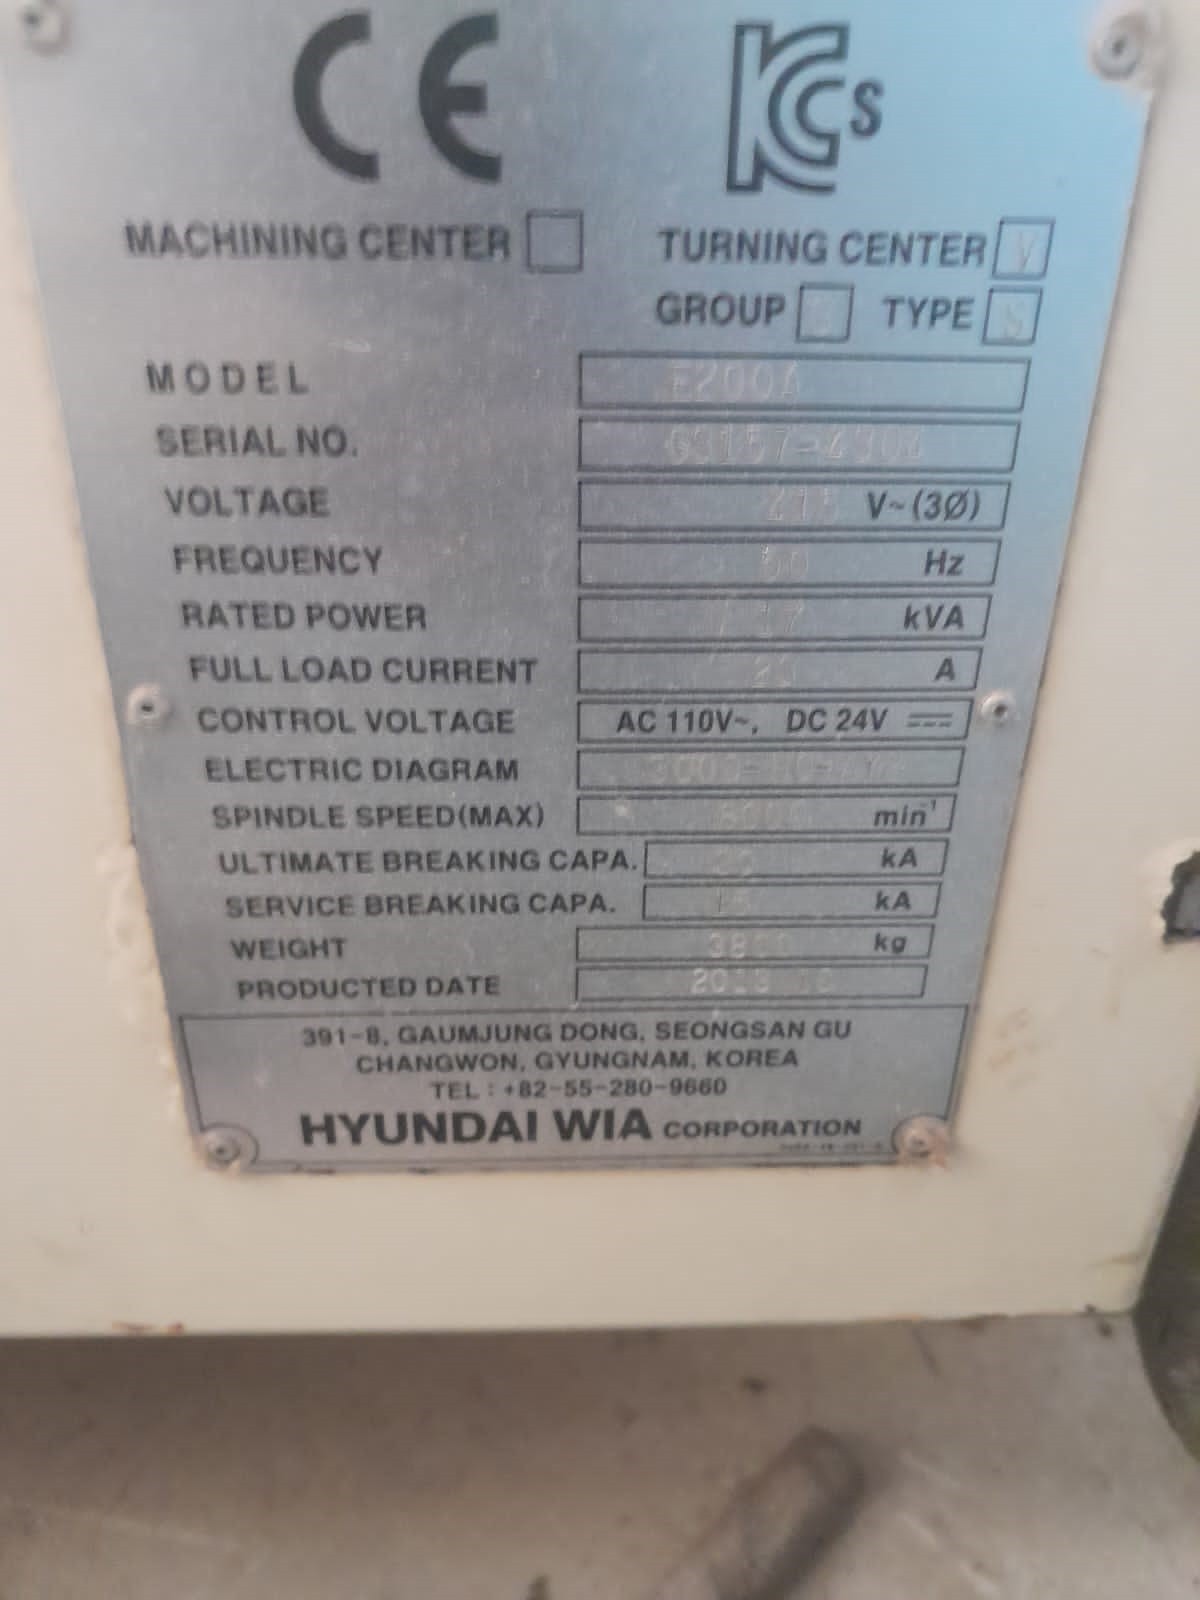 CE KCs
MACHINING CENTER TURNING CENTER V
GROUP TYPE S
MODEL E200A
SERIAL NO.
VOLTAGE V~(3Ø)
FREQUENCY 50 Hz
RATED POWER 17 kVA
FULL LOAD CURRENT A
CONTROL VOLTAGE AC 110V~, DC 24V
ELECTRIC DIAGRAM
SPINDLE SPEED(MAX) min⁻¹
ULTIMATE BREAKING CAPA. kA
SERVICE BREAKING CAPA. kA
WEIGHT kg
PRODUCTED DATE
391-8, GAUMJUNG DONG, SEONGSAN GU
CHANGWON, GYUNGNAM, KOREA
TEL : +82-55-280-9660
HYUNDAI WIA CORPORATION